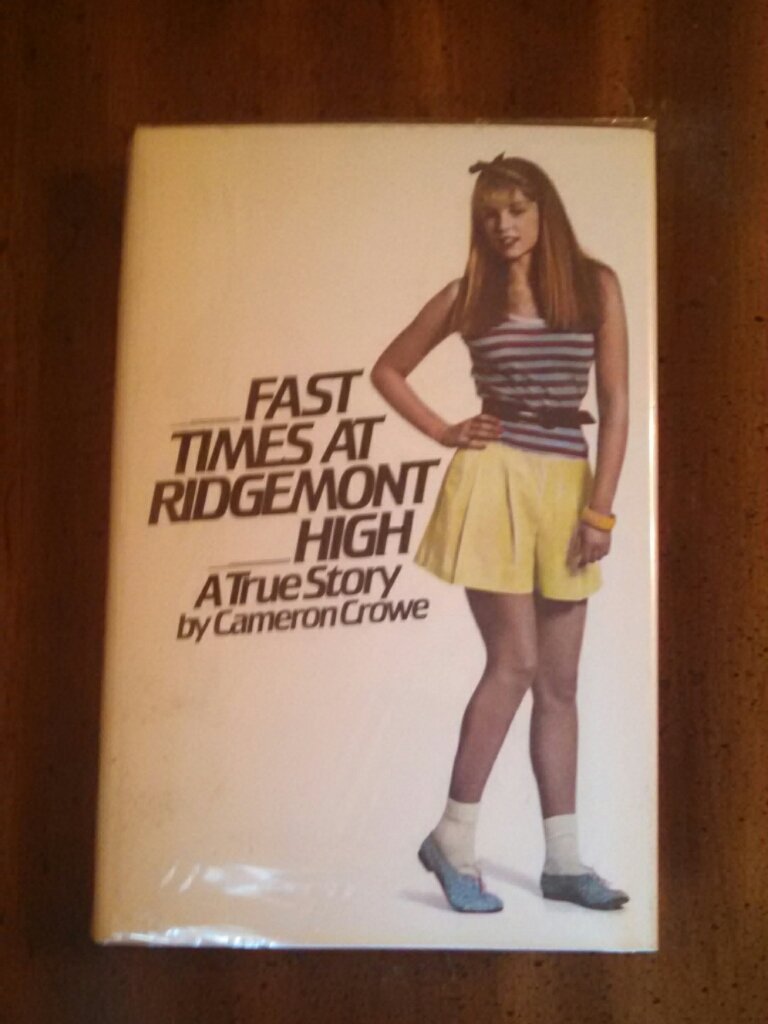 FAST
TIMES AT
RIDGEMONT
HIGH
A True Story
by Cameron Crowe